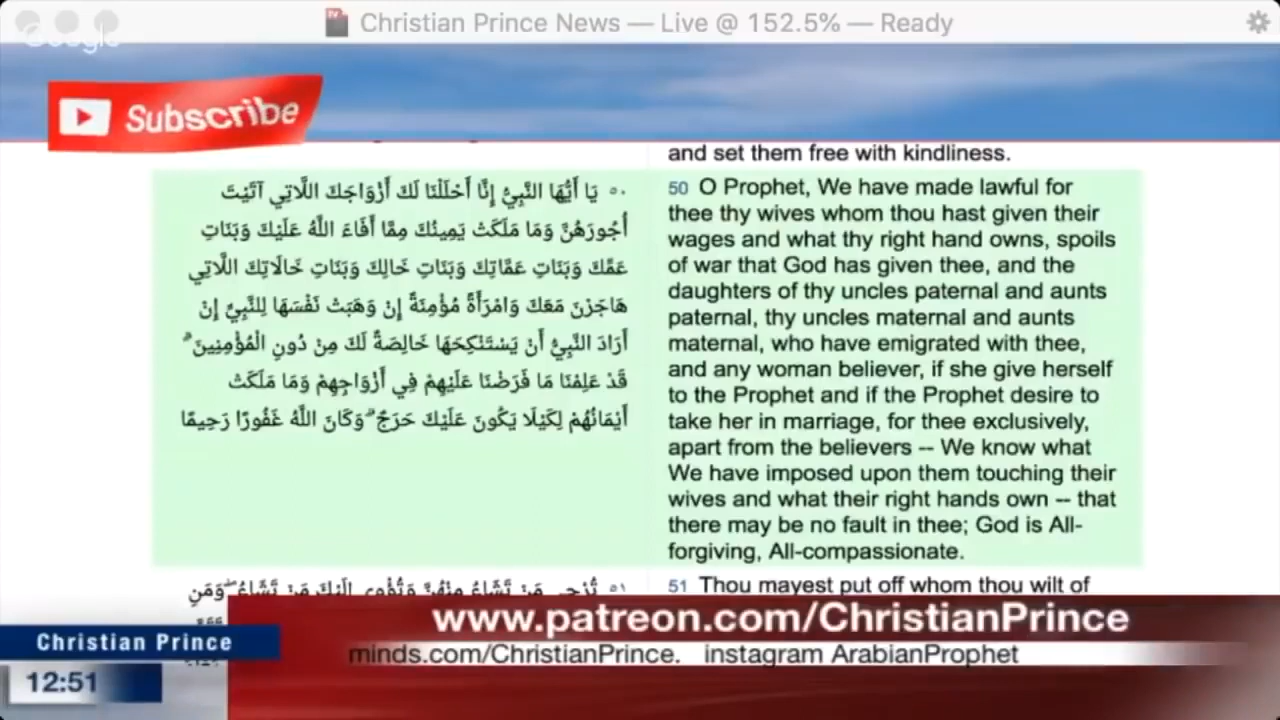 Christian Prince News — Live @ 152.5% — Ready
Google
Subscribe
and set them free with kindliness.
٥٠ يَا أَيُّهَا النَّبِيُّ إِنَّا أَحْلَلْنَا لَكَ أَزْوَاجَكَ اللَّاتِي آتَيْتَ
أُجُورَهُنَّ وَمَا مَلَكَتْ يَمِينُكَ مِمَّا أَفَاءَ اللَّهُ عَلَيْكَ وَبَنَاتِ
عَمِّكَ وَبَنَاتِ عَمَّاتِكَ وَبَنَاتِ خَالِكَ وَبَنَاتِ خَالَاتِكَ اللَّاتِي
هَاجَرْنَ مَعَكَ وَامْرَأَةً مُؤْمِنَةً إِنْ وَهَبَتْ نَفْسَهَا لِلنَّبِيِّ إِنْ
أَرَادَ النَّبِيُّ أَنْ يَسْتَنْكِحَهَا خَالِصَةً لَكَ مِنْ دُونِ الْمُؤْمِنِينَ ۗ
قَدْ عَلِمْنَا مَا فَرَضْنَا عَلَيْهِمْ فِي أَزْوَاجِهِمْ وَمَا مَلَكَتْ
أَيْمَانُهُمْ لِكَيْلَا يَكُونَ عَلَيْكَ حَرَجٌ ۗ وَكَانَ اللَّهُ غَفُورًا رَحِيمًا
50 O Prophet, We have made lawful for
thee thy wives whom thou hast given their
wages and what thy right hand owns, spoils
of war that God has given thee, and the
daughters of thy uncles paternal and aunts
paternal, thy uncles maternal and aunts
maternal, who have emigrated with thee,
and any woman believer, if she give herself
to the Prophet and if the Prophet desire to
take her in marriage, for thee exclusively,
apart from the believers -- We know what
We have imposed upon them touching their
wives and what their right hands own -- that
there may be no fault in thee; God is All-
forgiving, All-compassionate.
٥١ تُرْجِي مَنْ تَشَاءُ مِنْهُنَّ وَتُؤْوِي إِلَيْكَ مَنْ تَشَاءُ ۖ وَمَنِ
51 Thou mayest put off whom thou wilt of
www.patreon.com/ChristianPrince
Christian Prince
minds.com/ChristianPrince. instagram ArabianProphet
12:51